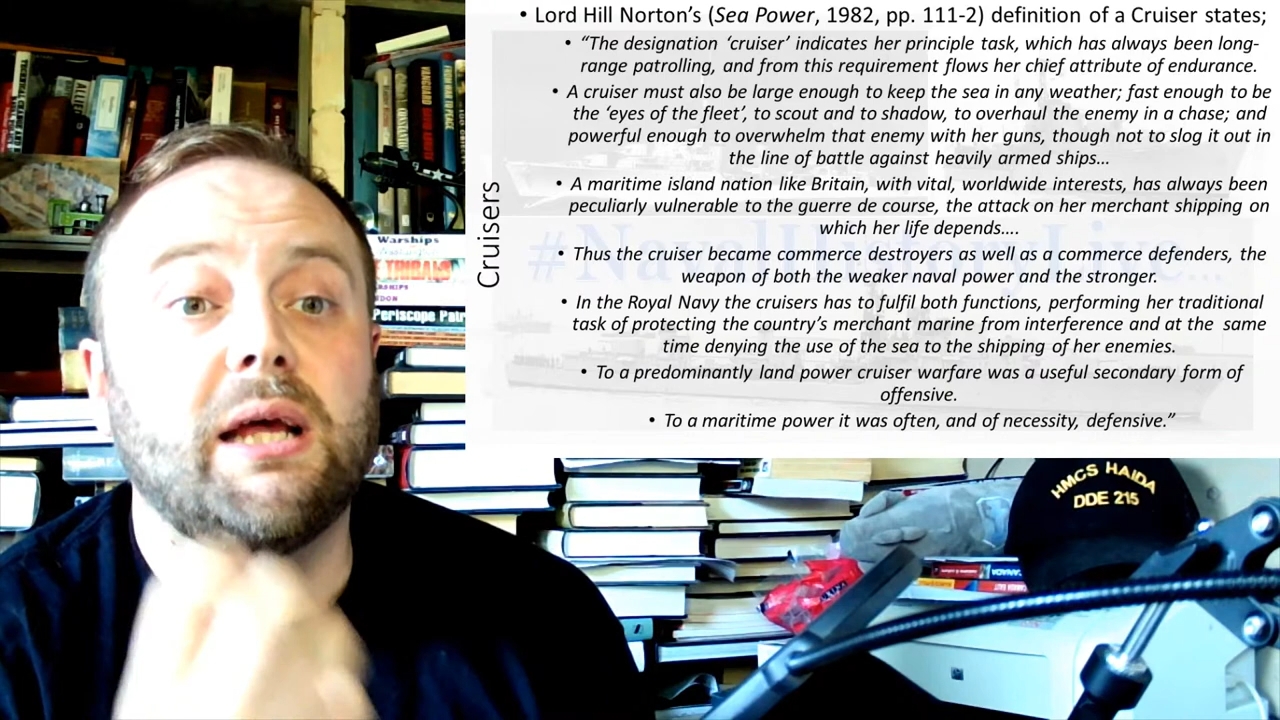 • Lord Hill Norton’s (Sea Power, 1982, pp. 111-2) definition of a Cruiser states;
• “The designation ‘cruiser’ indicates her principle task, which has always been long-
range patrolling, and from this requirement flows her chief attribute of endurance.
• A cruiser must also be large enough to keep the sea in any weather; fast enough to be
the ‘eyes of the fleet’, to scout and to shadow, to overhaul the enemy in a chase; and
powerful enough to overwhelm that enemy with her guns, though not to slog it out in
the line of battle against heavily armed ships…
• A maritime island nation like Britain, with vital, worldwide interests, has always been
peculiarly vulnerable to the guerre de course, the attack on her merchant shipping on
which her life depends….
• Thus the cruiser became commerce destroyers as well as a commerce defenders, the
weapon of both the weaker naval power and the stronger.
• In the Royal Navy the cruiser has to fulfil both functions, performing her traditional
task of protecting the country’s merchant marine from interference and at the same
time denying the use of the sea to the shipping of her enemies.
• To a predominantly land power cruiser warfare was a useful secondary form of
offensive.
• To a maritime power it was often, and of necessity, defensive.”
Cruisers
Warships
TRIBALS
Periscope Patr
HMCS HAIDA
DDE 215